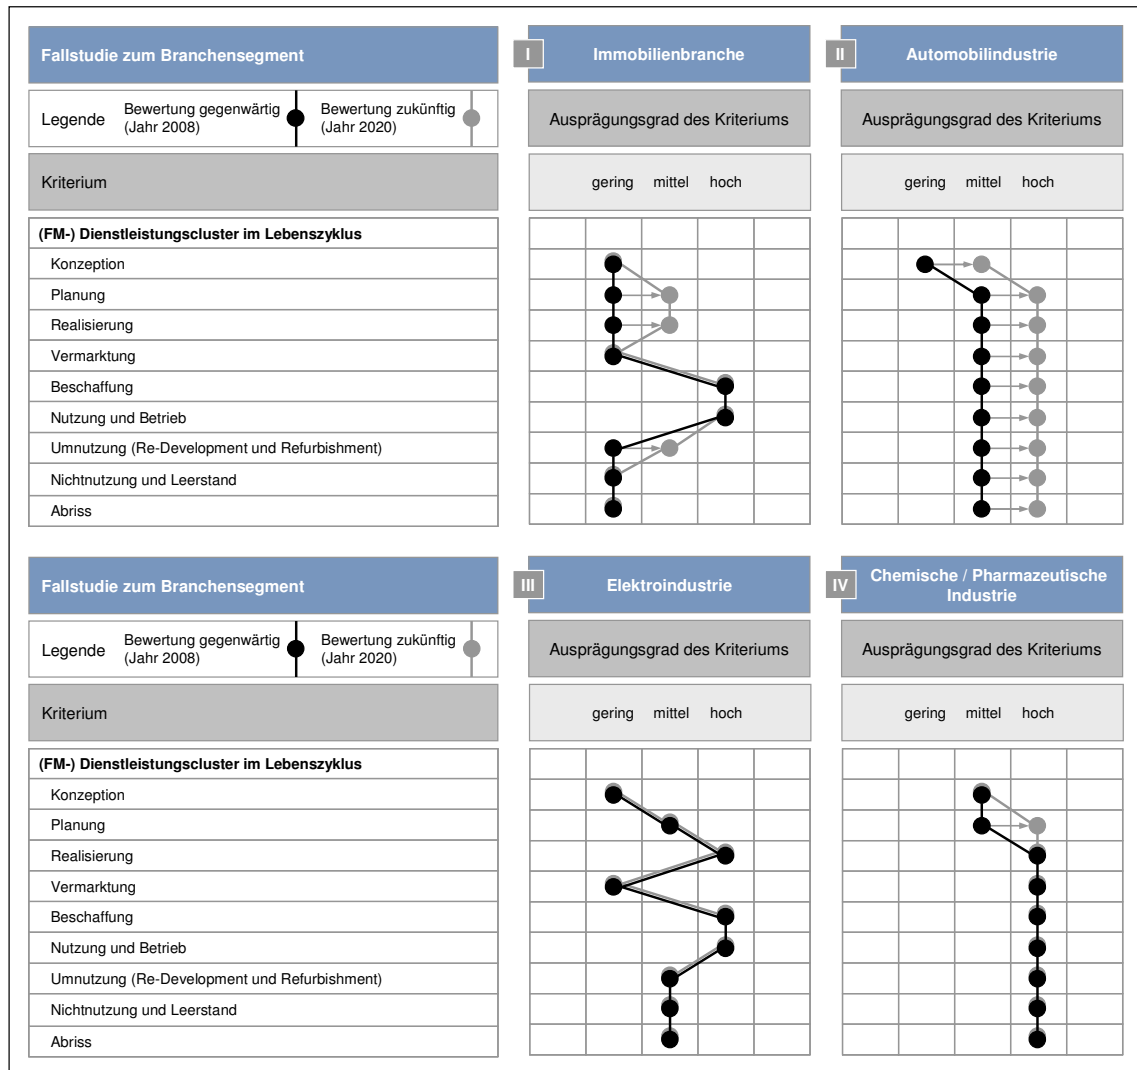 Fallstudie zum Branchensegment
I
Immobilienbranche
II
Automobilindustrie
Legende
Bewertung gegenwärtig
(Jahr 2008)
Bewertung zukünftig
(Jahr 2020)
Ausprägungsgrad des Kriteriums
Ausprägungsgrad des Kriteriums
Kriterium
gering mittel hoch
gering mittel hoch
(FM-) Dienstleistungscluster im Lebenszyklus
Konzeption
Planung
Realisierung
Vermarktung
Beschaffung
Nutzung und Betrieb
Umnutzung (Re-Development und Refurbishment)
Nichtnutzung und Leerstand
Abriss
Fallstudie zum Branchensegment
III
Elektroindustrie
IV
Chemische / Pharmazeutische
Industrie
Legende
Bewertung gegenwärtig
(Jahr 2008)
Bewertung zukünftig
(Jahr 2020)
Ausprägungsgrad des Kriteriums
Ausprägungsgrad des Kriteriums
Kriterium
gering mittel hoch
gering mittel hoch
(FM-) Dienstleistungscluster im Lebenszyklus
Konzeption
Planung
Realisierung
Vermarktung
Beschaffung
Nutzung und Betrieb
Umnutzung (Re-Development und Refurbishment)
Nichtnutzung und Leerstand
Abriss